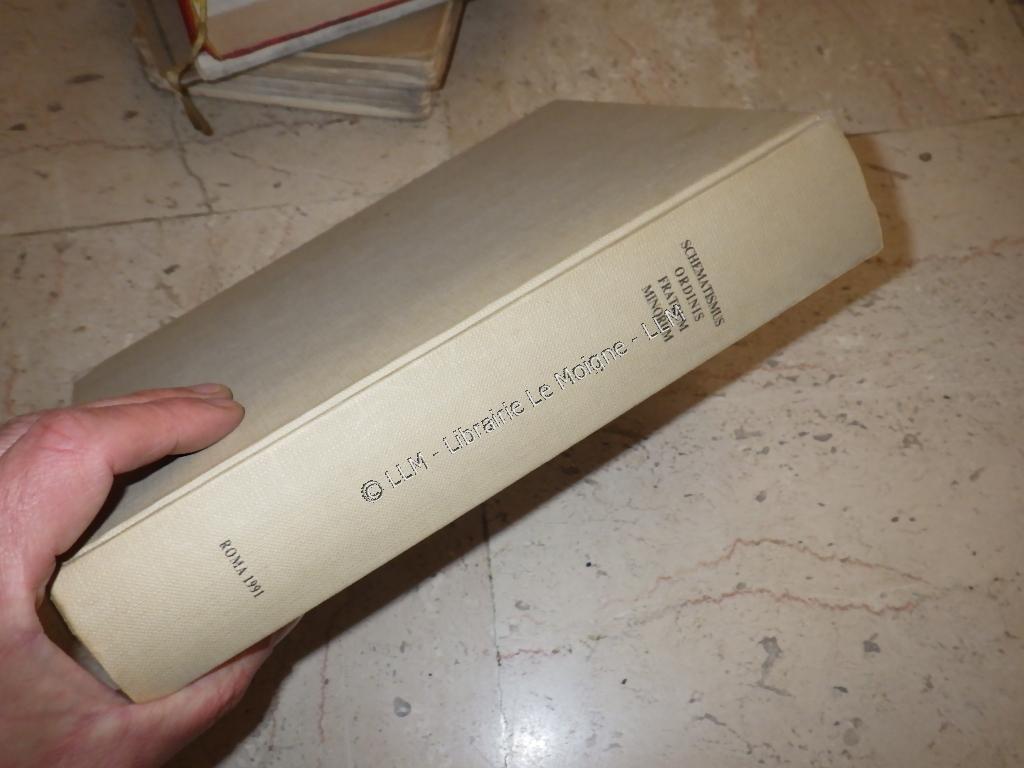 SCHEMATISMUS
ORDINIS
FRATRUM
MINORUM
© LLM - Librairie Le Moigne - LLM
ROMA 1991